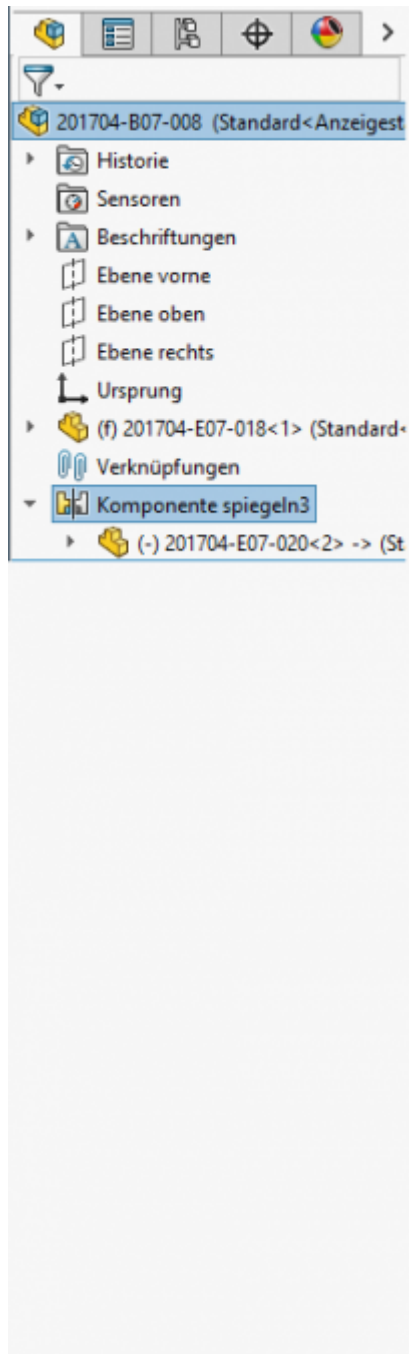 201704-B07-008 (Standard<Anzeigest
Historie
Sensoren
Beschriftungen
Ebene vorne
Ebene oben
Ebene rechts
Ursprung
(f) 201704-E07-018<1> (Standard<
Verknüpfungen
Komponente spiegeln3
(-) 201704-E07-020<2> -> (St